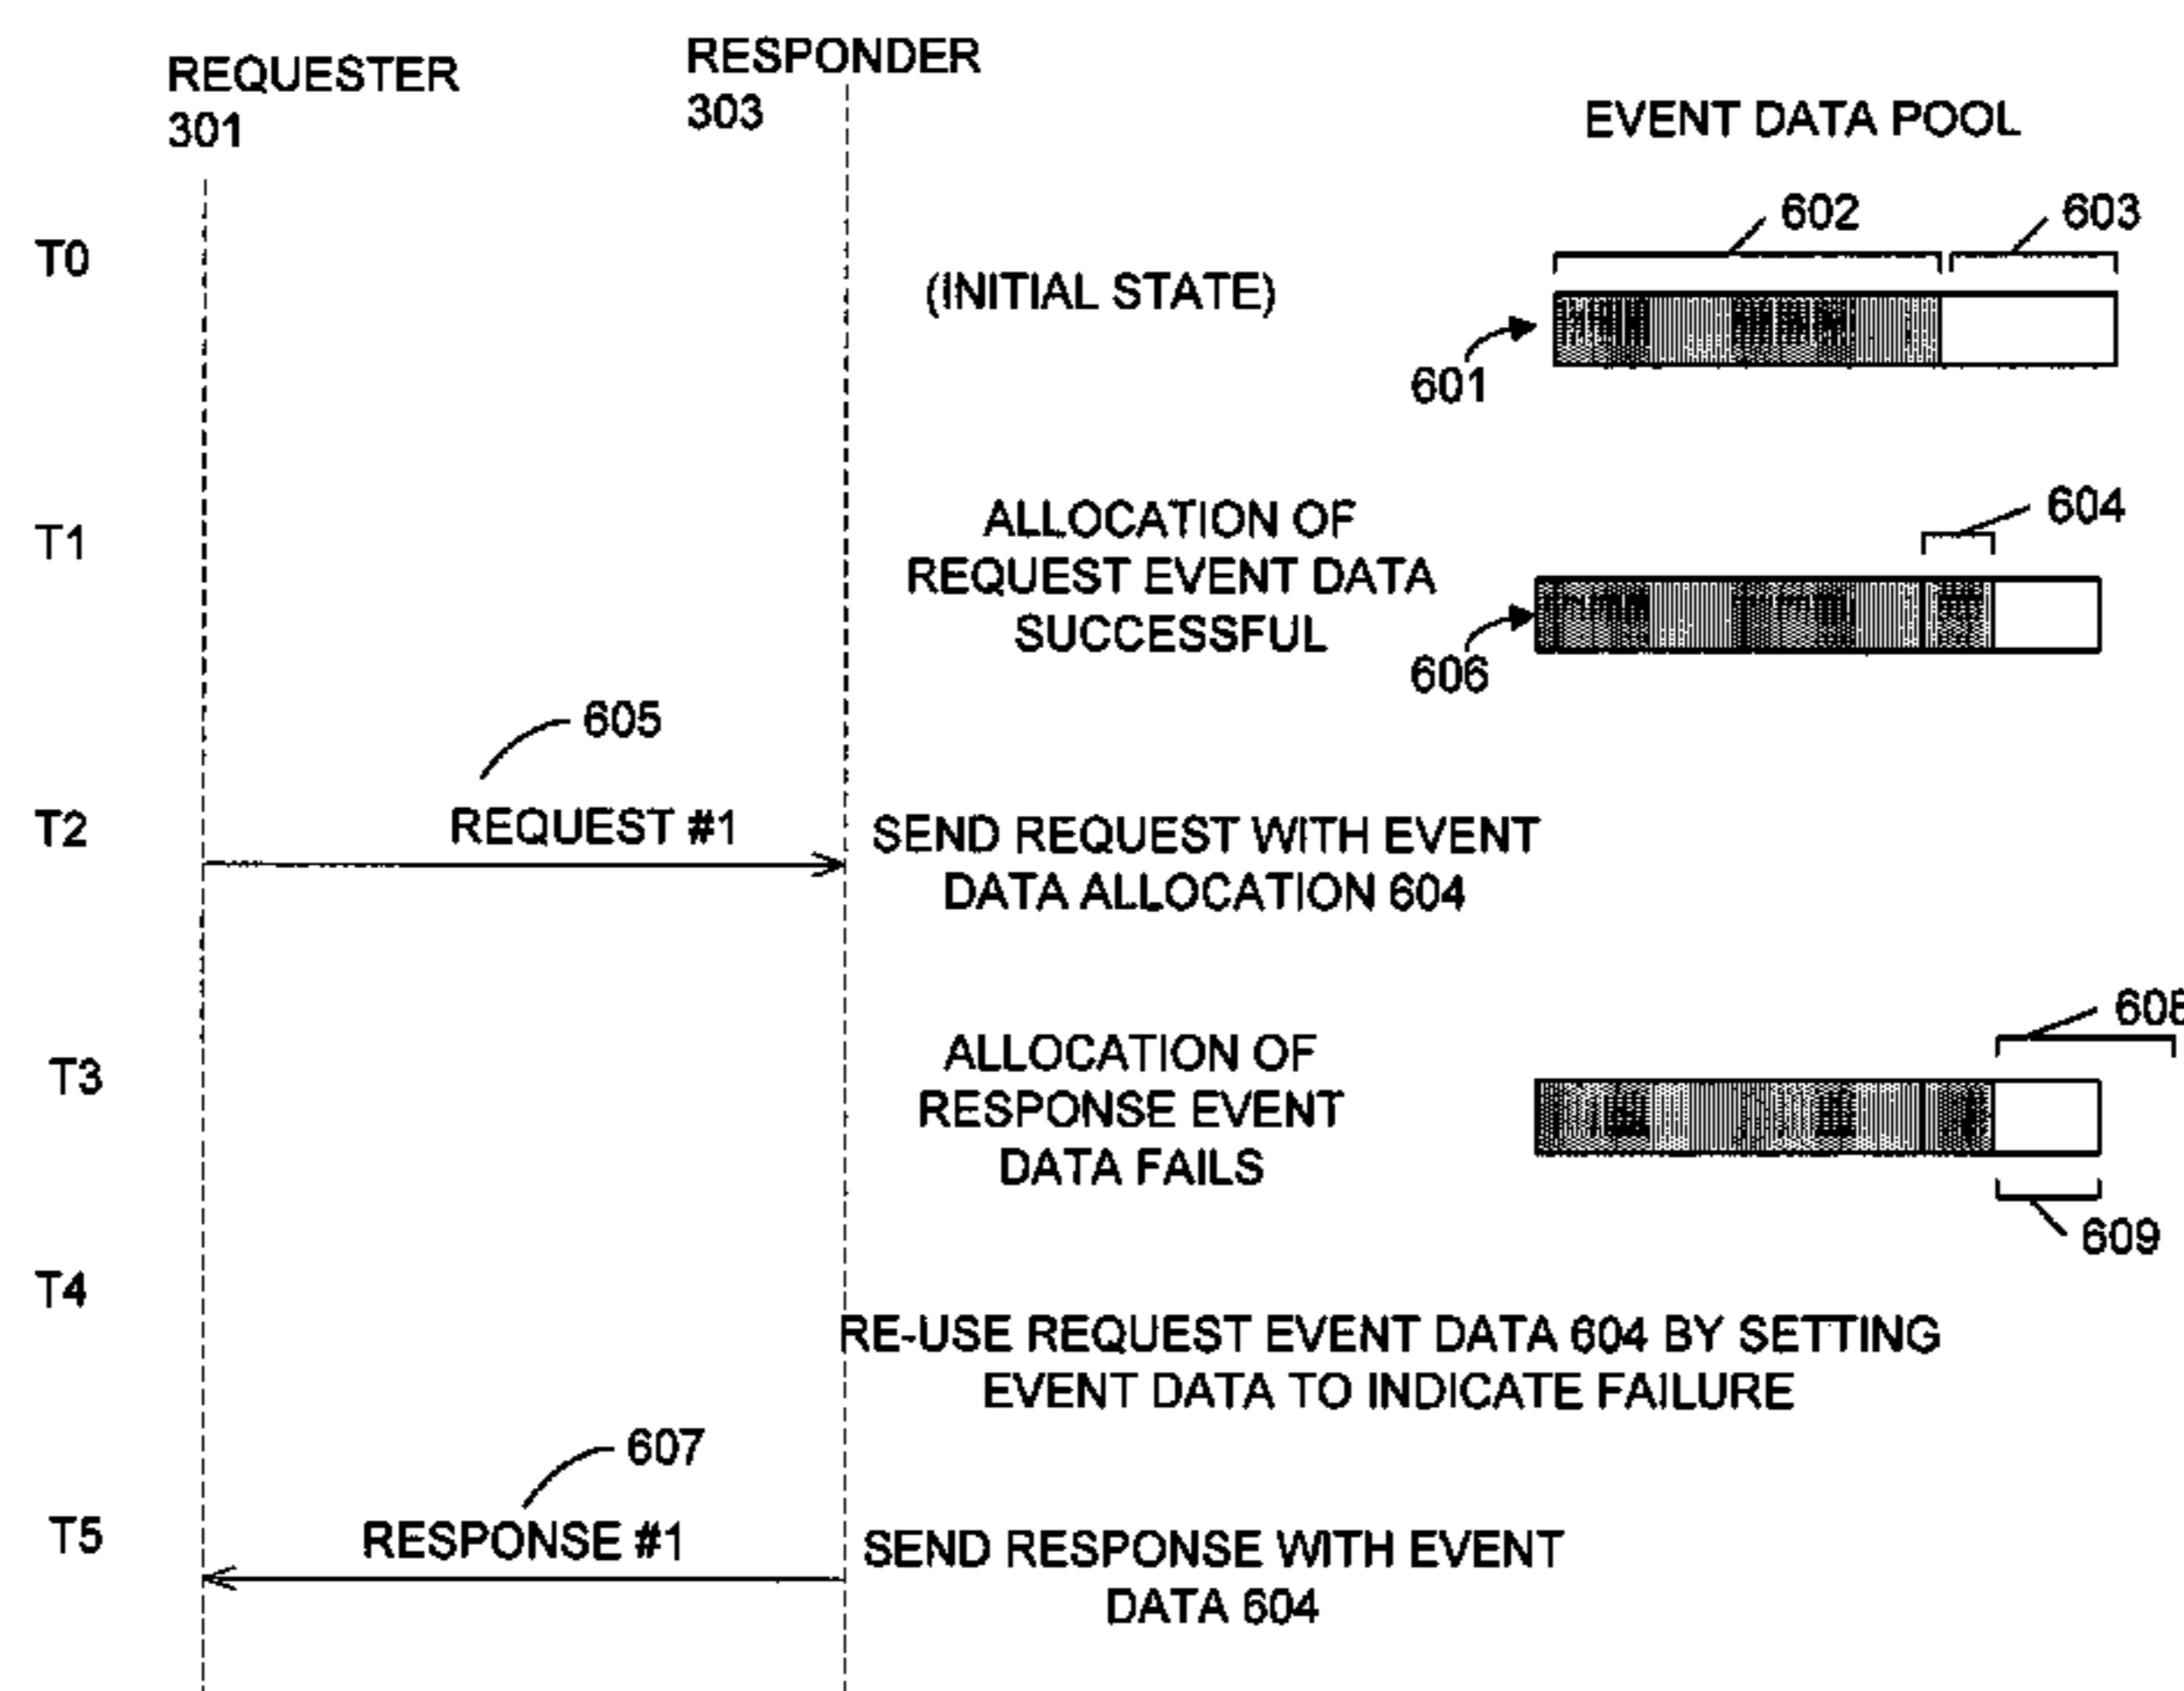 REQUESTER
301
RESPONDER
303
EVENT DATA POOL
T0
(INITIAL STATE)
602
603
601
T1
ALLOCATION OF
REQUEST EVENT DATA
SUCCESSFUL
604
606
605
T2
REQUEST #1
SEND REQUEST WITH EVENT
DATA ALLOCATION 604
T3
ALLOCATION OF
RESPONSE EVENT
DATA FAILS
608
609
T4
RE-USE REQUEST EVENT DATA 604 BY SETTING
EVENT DATA TO INDICATE FAILURE
607
T5
RESPONSE #1
SEND RESPONSE WITH EVENT
DATA 604